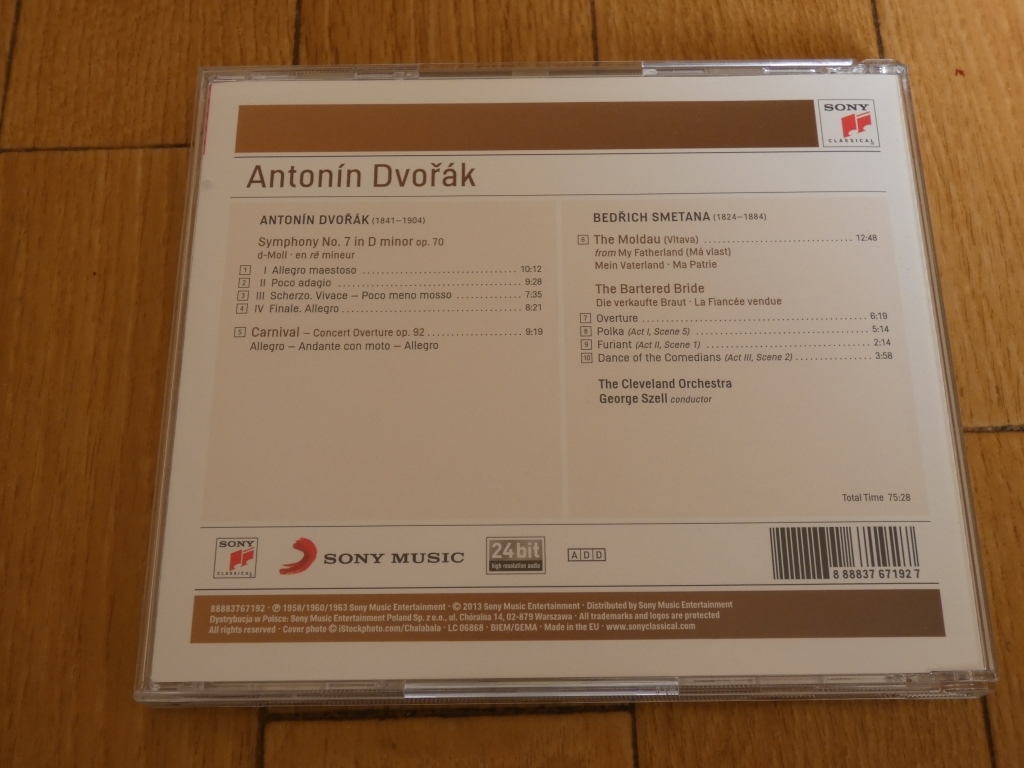 SONY
CLASSICAL
Antonín Dvořák
ANTONÍN DVOŘÁK (1841–1904)
Symphony No. 7 in D minor op. 70
d-Moll · en ré mineur
1 I Allegro maestoso 10:12
2 II Poco adagio 9:28
3 III Scherzo. Vivace – Poco meno mosso 7:35
4 IV Finale. Allegro 8:21
5 Carnival – Concert Overture op. 92 9:19
Allegro – Andante con moto – Allegro
BEDŘICH SMETANA (1824–1884)
6 The Moldau (Vltava) 12:48
from My Fatherland (Má vlast)
Mein Vaterland · Ma Patrie
The Bartered Bride
Die verkaufte Braut · La Fiancée vendue
7 Overture 6:19
8 Polka (Act I, Scene 5) 5:14
9 Furiant (Act II, Scene 1) 2:14
10 Dance of the Comedians (Act III, Scene 2) 3:58
The Cleveland Orchestra
George Szell conductor
Total Time 75:28
SONY
CLASSICAL
SONY MUSIC
24 bit
high resolution audio
A D D
8 88837 67192 7
88883767192 · ℗ 1958/1960/1963 Sony Music Entertainment · © 2013 Sony Music Entertainment · Distributed by Sony Music Entertainment
Dystrybucja w Polsce: Sony Music Entertainment Poland Sp. z o.o., ul. Chóralna 14, 02-879 Warszawa · All trademarks and logos are protected
All rights reserved · Cover photo © iStockphoto.com/Chalabala · LC 06868 · BIEM/GEMA · Made in the EU · www.sonyclassical.com